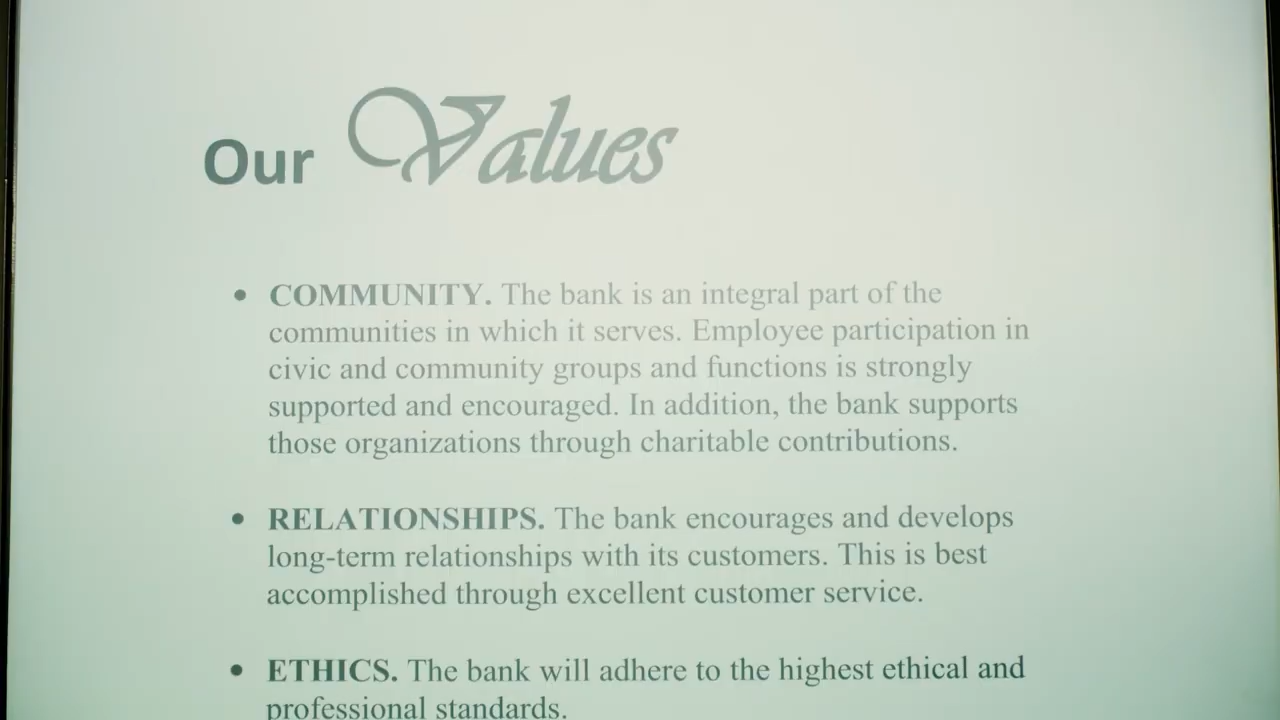 Our Values
• COMMUNITY. The bank is an integral part of the
communities in which it serves. Employee participation in
civic and community groups and functions is strongly
supported and encouraged. In addition, the bank supports
those organizations through charitable contributions.
• RELATIONSHIPS. The bank encourages and develops
long-term relationships with its customers. This is best
accomplished through excellent customer service.
• ETHICS. The bank will adhere to the highest ethical and
professional standards.